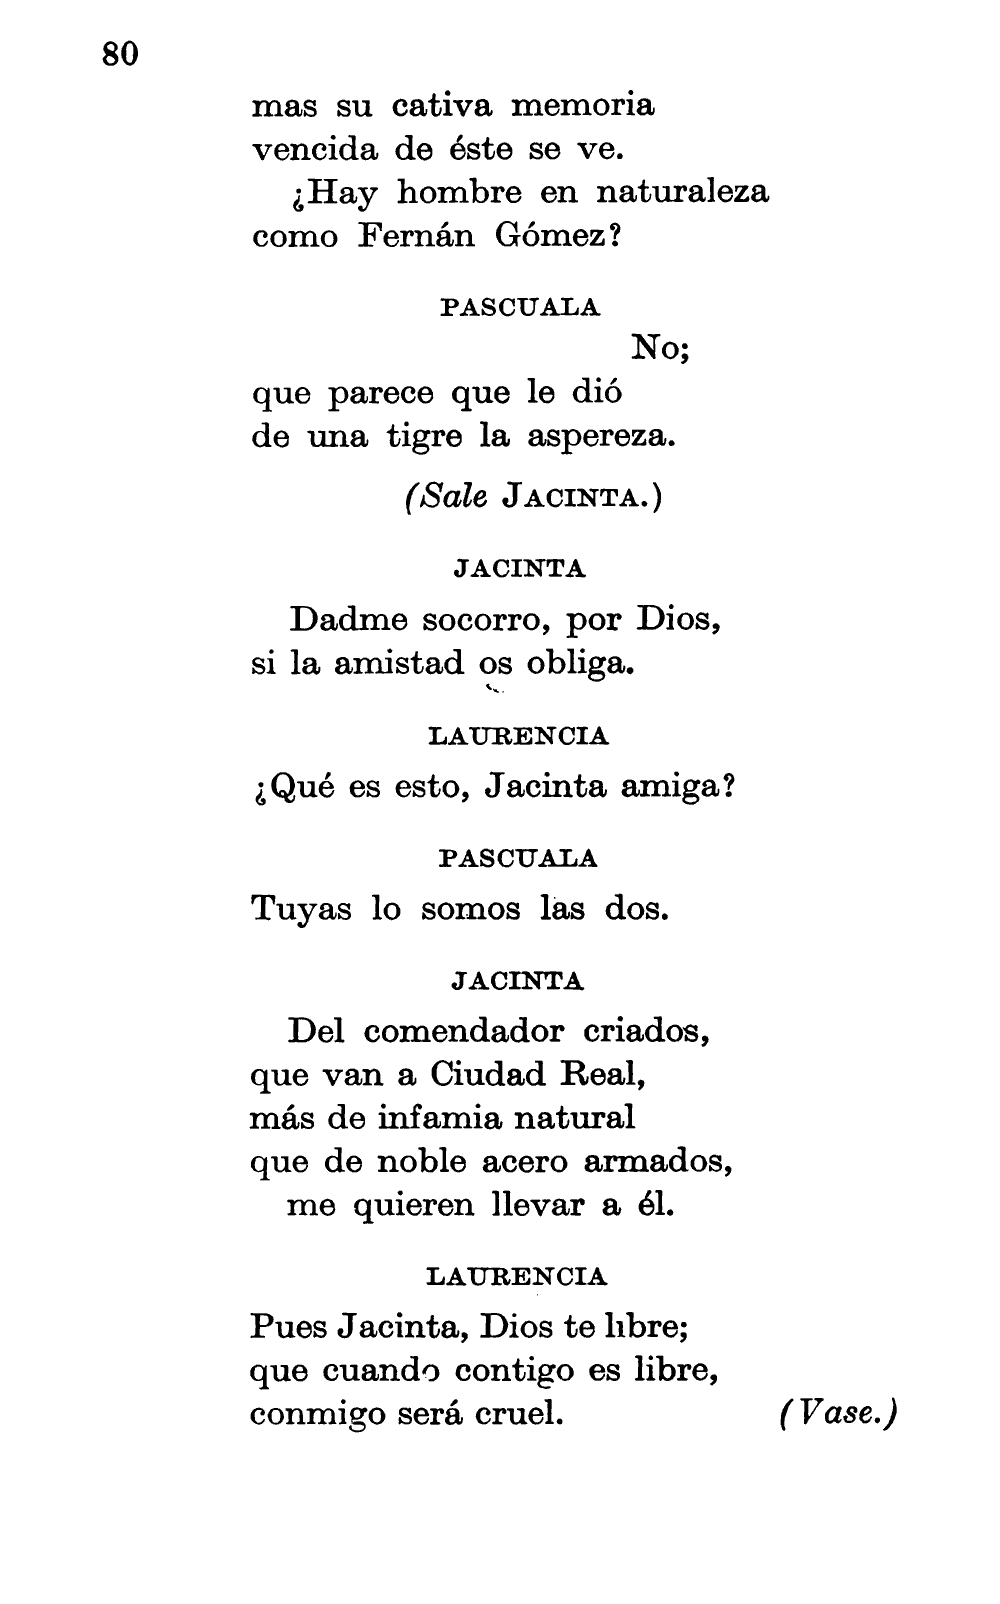 80
mas su cativa memoria
vencida de éste se ve.
¿Hay hombre en naturaleza
como Fernán Gómez?
PASCUALA
No;
que parece que le dió
de una tigre la aspereza.
(Sale JACINTA.)
JACINTA
Dadme socorro, por Dios,
si la amistad os obliga.
LAURENCIA
¿Qué es esto, Jacinta amiga?
PASCUALA
Tuyas lo somos las dos.
JACINTA
Del comendador criados,
que van a Ciudad Real,
más de infamia natural
que de noble acero armados,
me quieren llevar a él.
LAURENCIA
Pues Jacinta, Dios te libre;
que cuando contigo es libre,
conmigo será cruel. (Vase.)